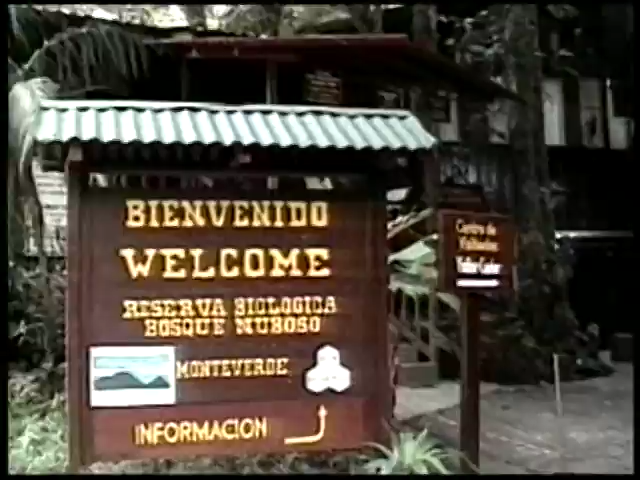 BIENVENIDO
WELCOME
RESERVA BIOLOGICA
BOSQUE NUBOSO
MONTEVERDE
INFORMACION
Centro de
Visitantes
Visitor Center